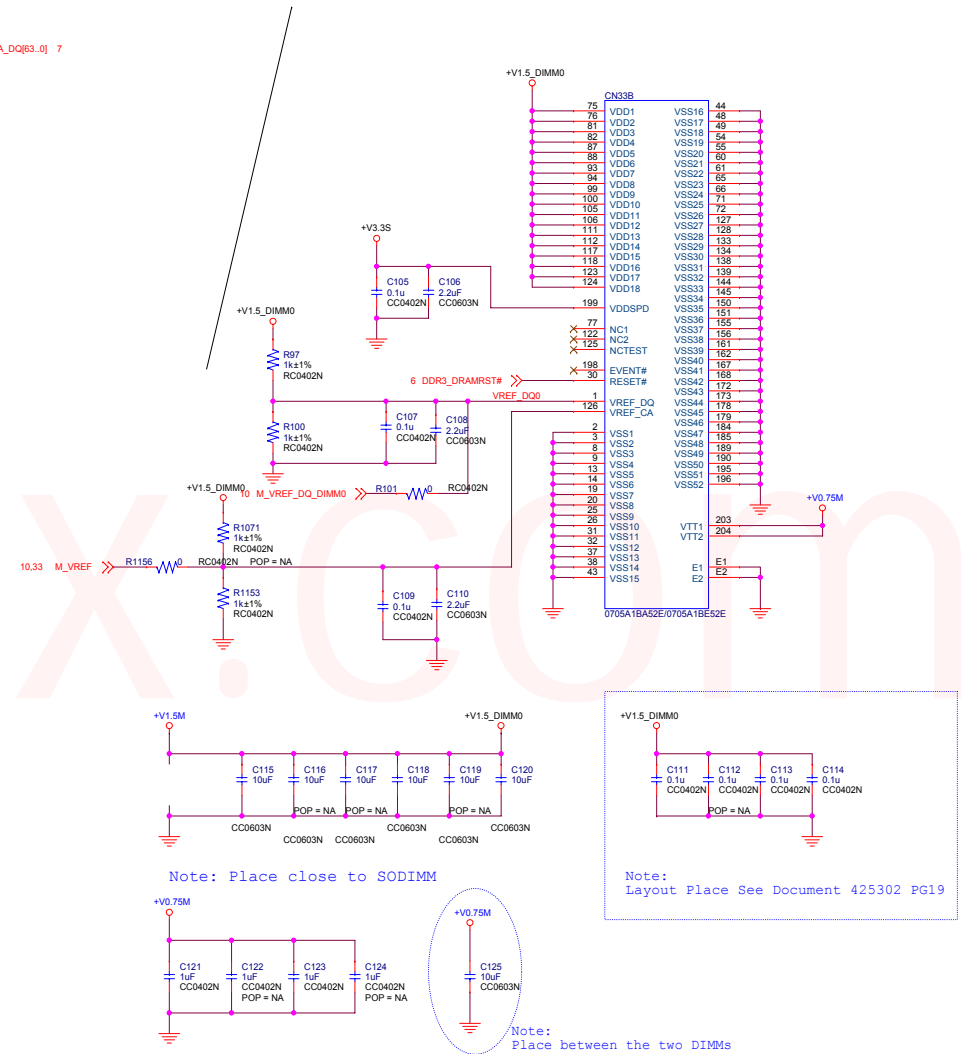 A_DQ[63..0] 7
+V1.5_DIMM0
CN33B
75 VDD1 VSS16 44
76 VDD2 VSS17 48
81 VDD3 VSS18 49
82 VDD4 VSS19 54
87 VDD5 VSS20 55
88 VDD6 VSS21 60
93 VDD7 VSS22 61
94 VDD8 VSS23 65
99 VDD9 VSS24 66
100 VDD10 VSS25 71
105 VDD11 VSS26 72
106 VDD12 VSS27 127
111 VDD13 VSS28 128
112 VDD14 VSS29 133
117 VDD15 VSS30 134
118 VDD16 VSS31 138
123 VDD17 VSS32 139
124 VDD18 VSS33 144
VSS34 145
199 VDDSPD VSS35 150
VSS36 151
77 NC1 VSS37 155
122 NC2 VSS38 156
125 NCTEST VSS39 161
VSS40 162
198 EVENT# VSS41 167
30 RESET# VSS42 168
VSS43 172
1 VREF_DQ VSS44 173
126 VREF_CA VSS45 178
VSS46 179
2 VSS1 VSS47 184
3 VSS2 VSS48 185
8 VSS3 VSS49 189
9 VSS4 VSS50 190
13 VSS5 VSS51 195
14 VSS6 VSS52 196
19 VSS7
20 VSS8
25 VSS9
26 VSS10 VTT1 203
31 VSS11 VTT2 204
32 VSS12
37 VSS13
38 VSS14 E1 E1
43 VSS15 E2 E2
0705A1BA52E/0705A1BE52E
+V0.75M
+V3.3S
C105
0.1u
CC0402N
C106
2.2uF
CC0603N
+V1.5_DIMM0
R97
1k±1%
RC0402N
6 DDR3_DRAMRST#
VREF_DQ0
R100
1k±1%
RC0402N
C107
0.1u
CC0402N
C108
2.2uF
CC0603N
10 M_VREF_DQ_DIMM0
R101 0 RC0402N
+V1.5_DIMM0
R1071
1k±1%
RC0402N
POP = NA
10,33 M_VREF
R1156 0 RC0402N
R1153
1k±1%
RC0402N
C109
0.1u
CC0402N
C110
2.2uF
CC0603N
x.com
+V1.5M
+V1.5_DIMM0
C115
10uF
CC0603N
C116
10uF
POP = NA
CC0603N
C117
10uF
POP = NA
CC0603N
C118
10uF
CC0603N
C119
10uF
POP = NA
CC0603N
C120
10uF
CC0603N
Note: Place close to SODIMM
+V1.5_DIMM0
C111
0.1u
CC0402N
C112
0.1u
CC0402N
POP = NA
C113
0.1u
CC0402N
C114
0.1u
CC0402N
Note:
Layout Place See Document 425302 PG19
+V0.75M
C121
1uF
CC0402N
C122
1uF
CC0402N
POP = NA
C123
1uF
CC0402N
C124
1uF
CC0402N
POP = NA
+V0.75M
C125
10uF
CC0603N
Note:
Place between the two DIMMs